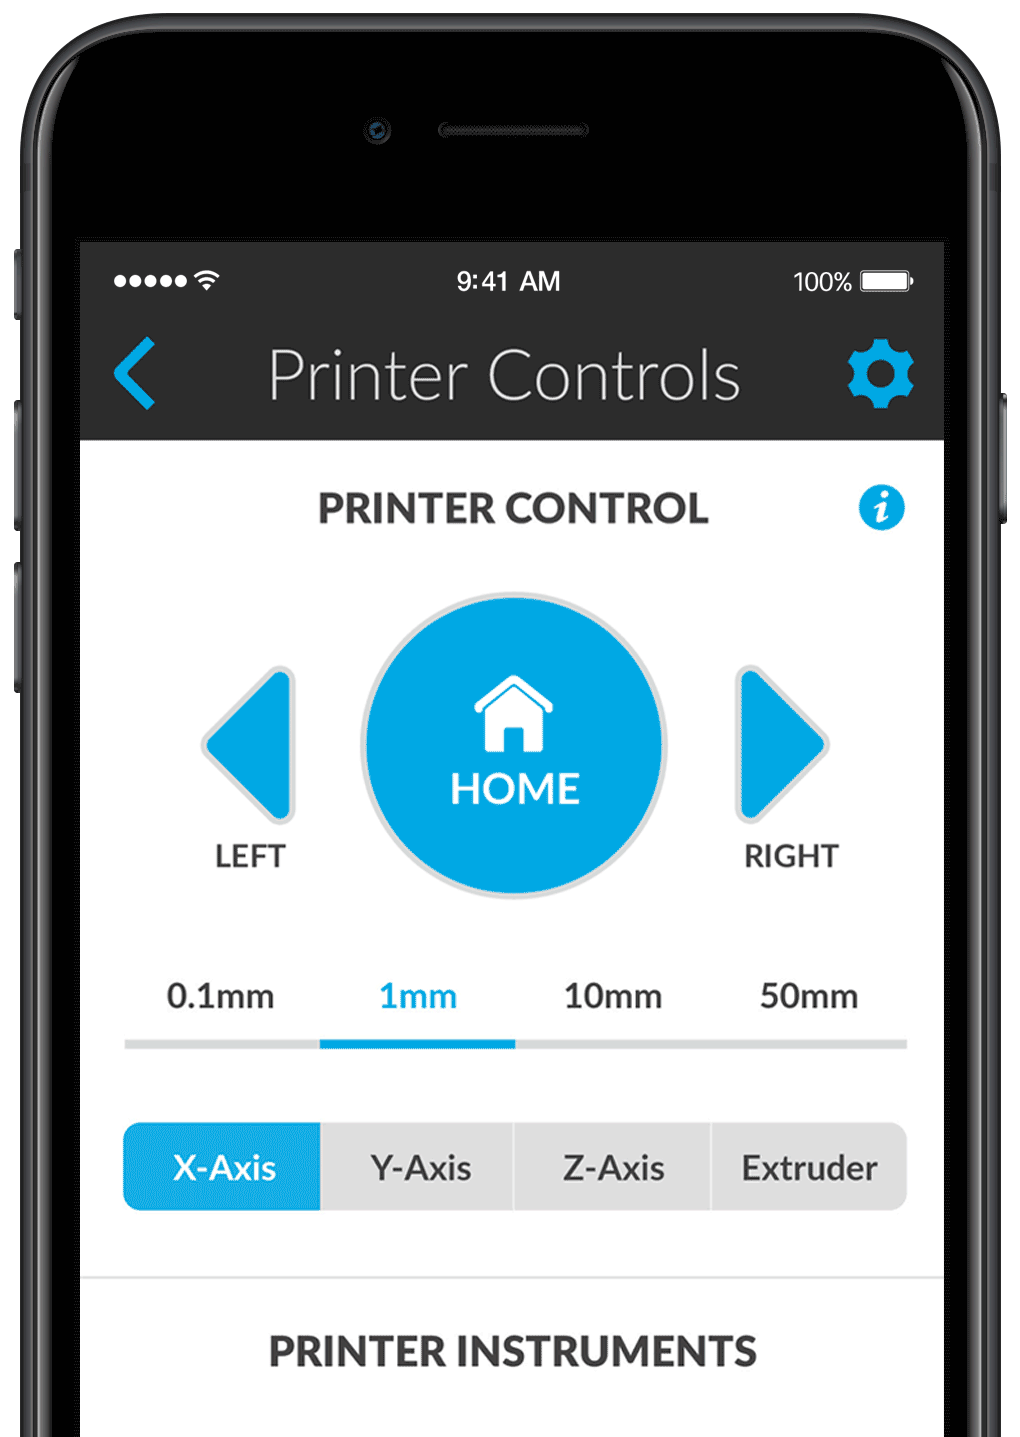 9:41 AM
100%
Printer Controls
PRINTER CONTROL
i
HOME
LEFT
RIGHT
0.1mm 1mm 10mm 50mm
X-Axis Y-Axis Z-Axis Extruder
PRINTER INSTRUMENTS